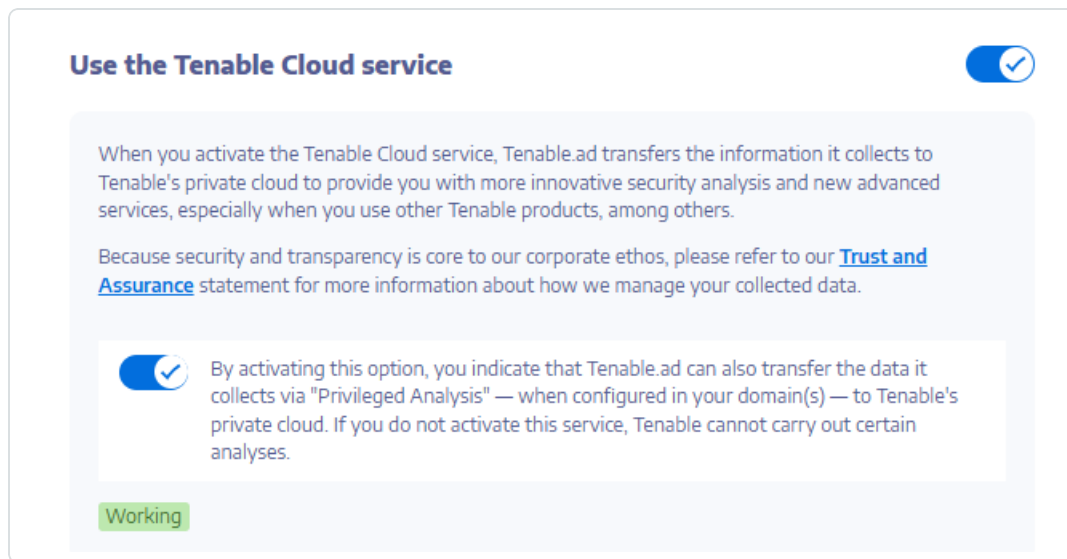 Use the Tenable Cloud service
When you activate the Tenable Cloud service, Tenable.ad transfers the information it collects to
Tenable's private cloud to provide you with more innovative security analysis and new advanced
services, especially when you use other Tenable products, among others.
Because security and transparency is core to our corporate ethos, please refer to our Trust and
Assurance statement for more information about how we manage your collected data.
By activating this option, you indicate that Tenable.ad can also transfer the data it
collects via "Privileged Analysis" — when configured in your domain(s) — to Tenable's
private cloud. If you do not activate this service, Tenable cannot carry out certain
analyses.
Working